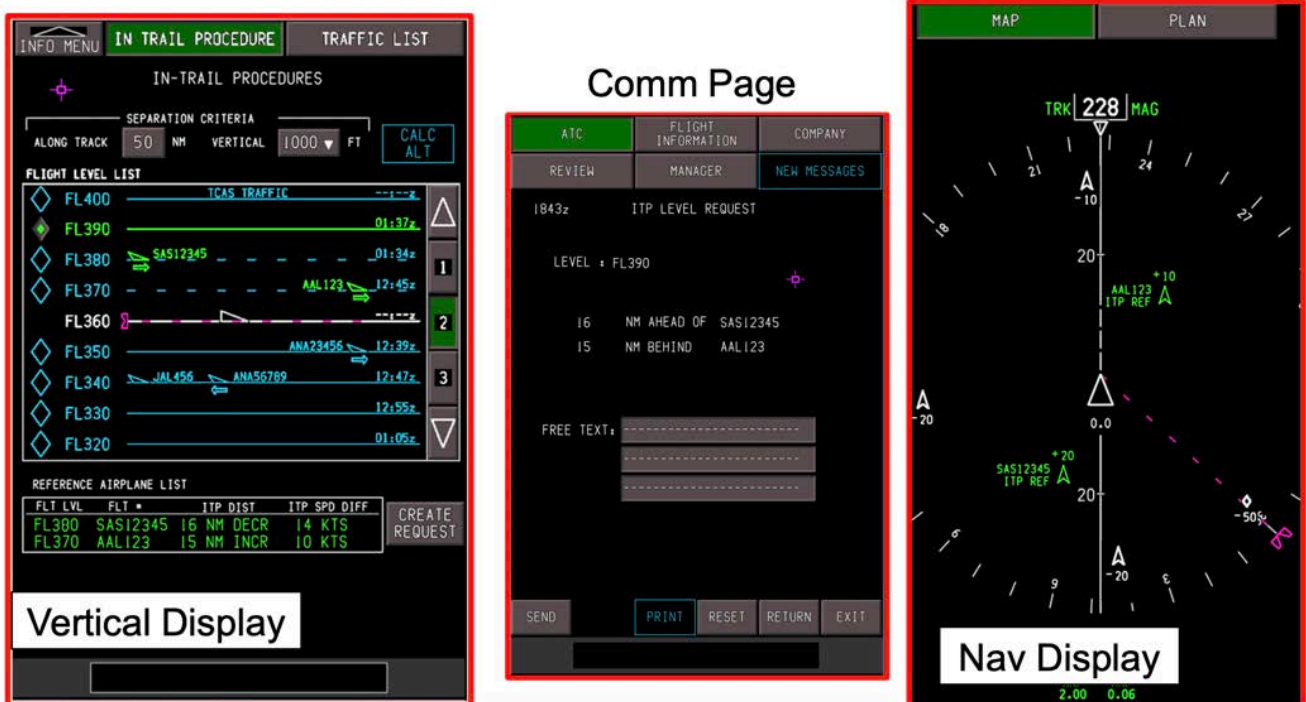 INFO MENU
IN TRAIL PROCEDURE
TRAFFIC LIST
IN-TRAIL PROCEDURES
SEPARATION CRITERIA
ALONG TRACK 50 NM VERTICAL 1000 ▼ FT
CALC
ALT
FLIGHT LEVEL LIST
FL400 TCAS TRAFFIC --:--z
FL390 01:37z
FL380 SAS12345 01:34z
FL370 AAL123 12:45z
FL360 --:--z
FL350 ANA23456 12:39z
FL340 JAL456 ANA56789 12:47z
FL330 12:55z
FL320 01:05z
1
2
3
REFERENCE AIRPLANE LIST
FLT LVL FLT ITP DIST ITP SPD DIFF
FL380 SAS12345 16 NM DECR 14 KTS
FL370 AAL123 15 NM INCR 10 KTS
CREATE
REQUEST
Vertical Display
Comm Page
ATC
FLIGHT
INFORMATION
COMPANY
REVIEW
MANAGER
NEW MESSAGES
1843z ITP LEVEL REQUEST
LEVEL : FL390
16 NM AHEAD OF SAS12345
15 NM BEHIND AAL123
FREE TEXT:
SEND
PRINT
RESET
RETURN
EXIT
MAP
PLAN
TRK 228 MAG
21
24
-10
18
27
20
+10
AAL123
ITP REF
-20
0.0
+20
SAS12345
ITP REF
20
-50
6
-20
9
2.00 0.06
Nav Display